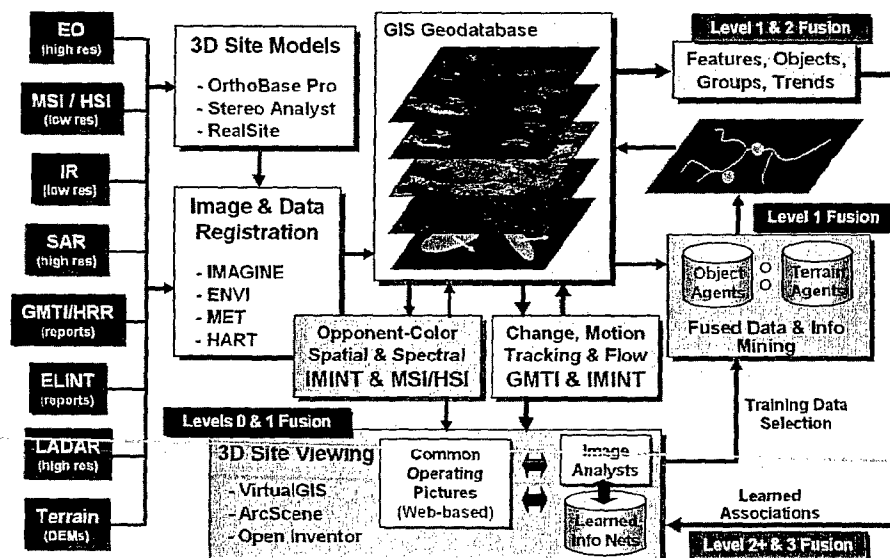 EO
(high res)
MSI / HSI
(low res)
IR
(low res)
SAR
(high res)
GMTI/HRR
(reports)
ELINT
(reports)
LADAR
(high res)
Terrain
(DEMs)
3D Site Models
- OrthoBase Pro
- Stereo Analyst
- RealSite
Image & Data
Registration
- IMAGINE
- ENVI
- MET
- HART
GIS Geodatabase
Level 1 & 2 Fusion
Features, Objects,
Groups, Trends
Level 1 Fusion
Object
Agents
Terrain
Agents
Fused Data & Info
Mining
Opponent-Color
Spatial & Spectral
IMINT & MSI/HSI
Change, Motion
Tracking & Flow
GMTI & IMINT
Training Data
Selection
Levels 0 & 1 Fusion
3D Site Viewing
- VirtualGIS
- ArcScene
- Open Inventor
Common
Operating
Pictures
(Web-based)
Image
Analysts
Learned
Info Nets
Learned
Associations
Level 2+ & 3 Fusion